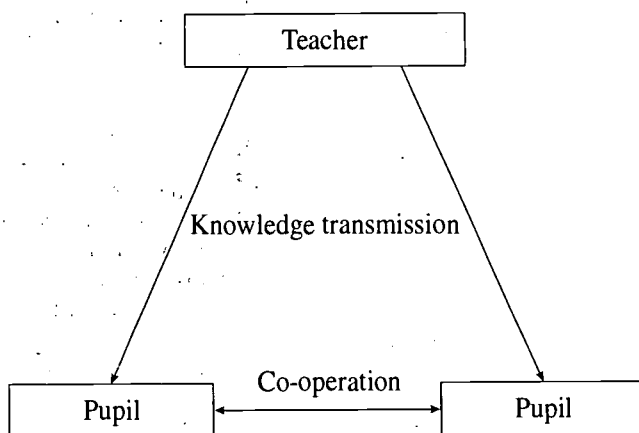 Teacher
Knowledge transmission
Co-operation
Pupil
Pupil